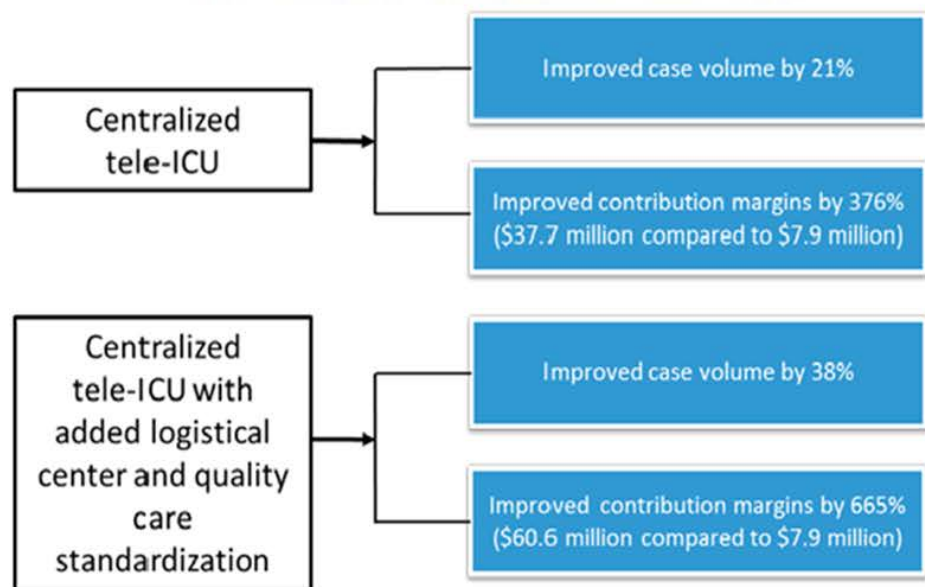 Centralized
tele-ICU
Improved case volume by 21%
Improved contribution margins by 376%
($37.7 million compared to $7.9 million)
Centralized
tele-ICU with
added logistical
center and quality
care
standardization
Improved case volume by 38%
Improved contribution margins by 665%
($60.6 million compared to $7.9 million)